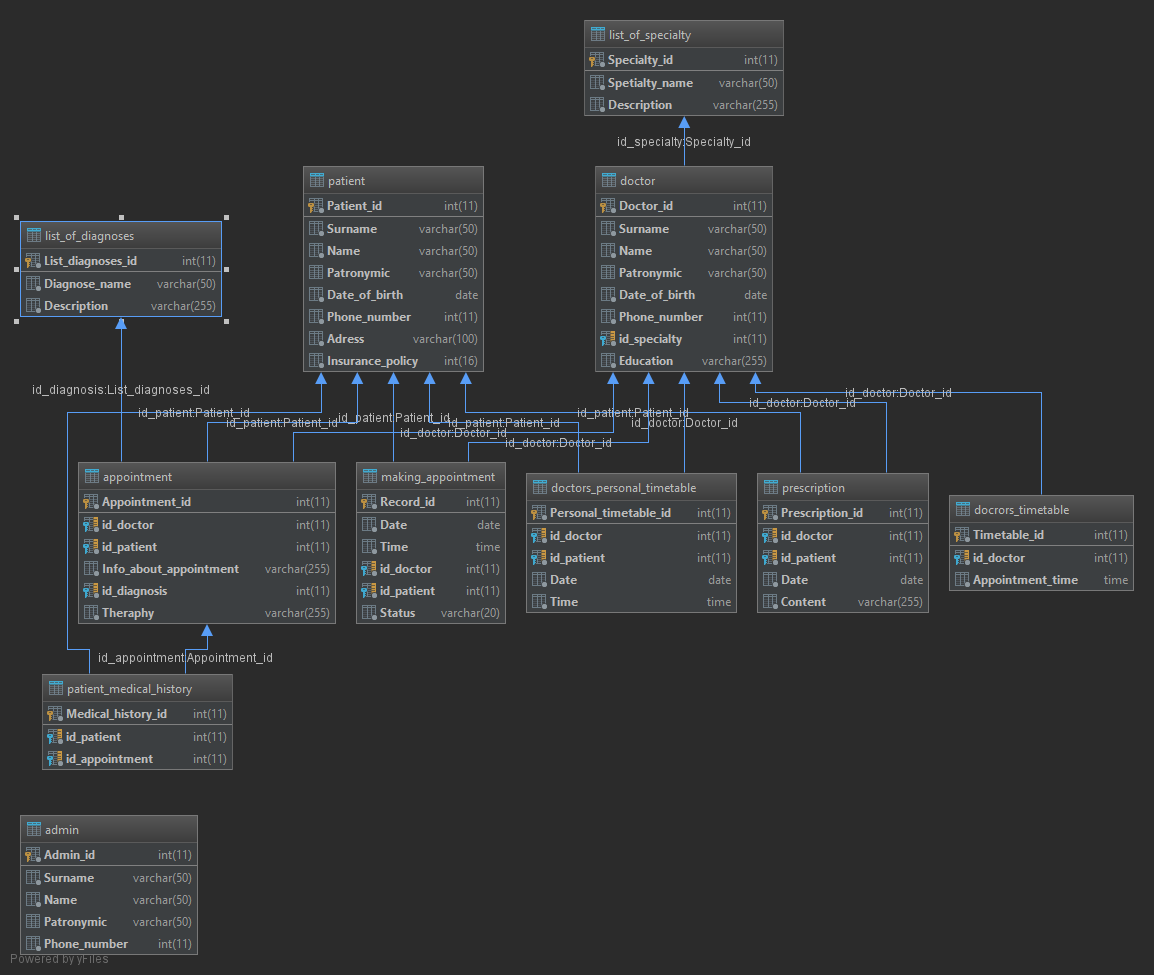 list_of_specialty
Specialty_id int(11)
Spetialty_name varchar(50)
Description varchar(255)
id_specialty:Specialty_id
patient
Patient_id int(11)
Surname varchar(50)
Name varchar(50)
Patronymic varchar(50)
Date_of_birth date
Phone_number int(11)
Adress varchar(100)
Insurance_policy int(16)
doctor
Doctor_id int(11)
Surname varchar(50)
Name varchar(50)
Patronymic varchar(50)
Date_of_birth date
Phone_number int(11)
id_specialty int(11)
Education varchar(255)
list_of_diagnoses
List_diagnoses_id int(11)
Diagnose_name varchar(50)
Description varchar(255)
id_diagnosis:List_diagnoses_id
id_doctor:Doctor_id
id_doctor:Doctor_id
id_patient:Patient_id
id_patient:Patient_id
id_patient:Patient_id
id_patient:Patient_id
id_patient:Patient_id
id_doctor:Doctor_id
id_doctor:Doctor_id
id_doctor:Doctor_id
appointment
Appointment_id int(11)
id_doctor int(11)
id_patient int(11)
Info_about_appointment varchar(255)
id_diagnosis int(11)
Theraphy varchar(255)
making_appointment
Record_id int(11)
Date date
Time time
id_doctor int(11)
id_patient int(11)
Status varchar(20)
doctors_personal_timetable
Personal_timetable_id int(11)
id_doctor int(11)
id_patient int(11)
Date date
Time time
prescription
Prescription_id int(11)
id_doctor int(11)
id_patient int(11)
Date date
Content varchar(255)
docrors_timetable
Timetable_id int(11)
id_doctor int(11)
Appointment_time time
id_appointment:Appointment_id
patient_medical_history
Medical_history_id int(11)
id_patient int(11)
id_appointment int(11)
admin
Admin_id int(11)
Surname varchar(50)
Name varchar(50)
Patronymic varchar(50)
Phone_number int(11)
Powered by yFiles